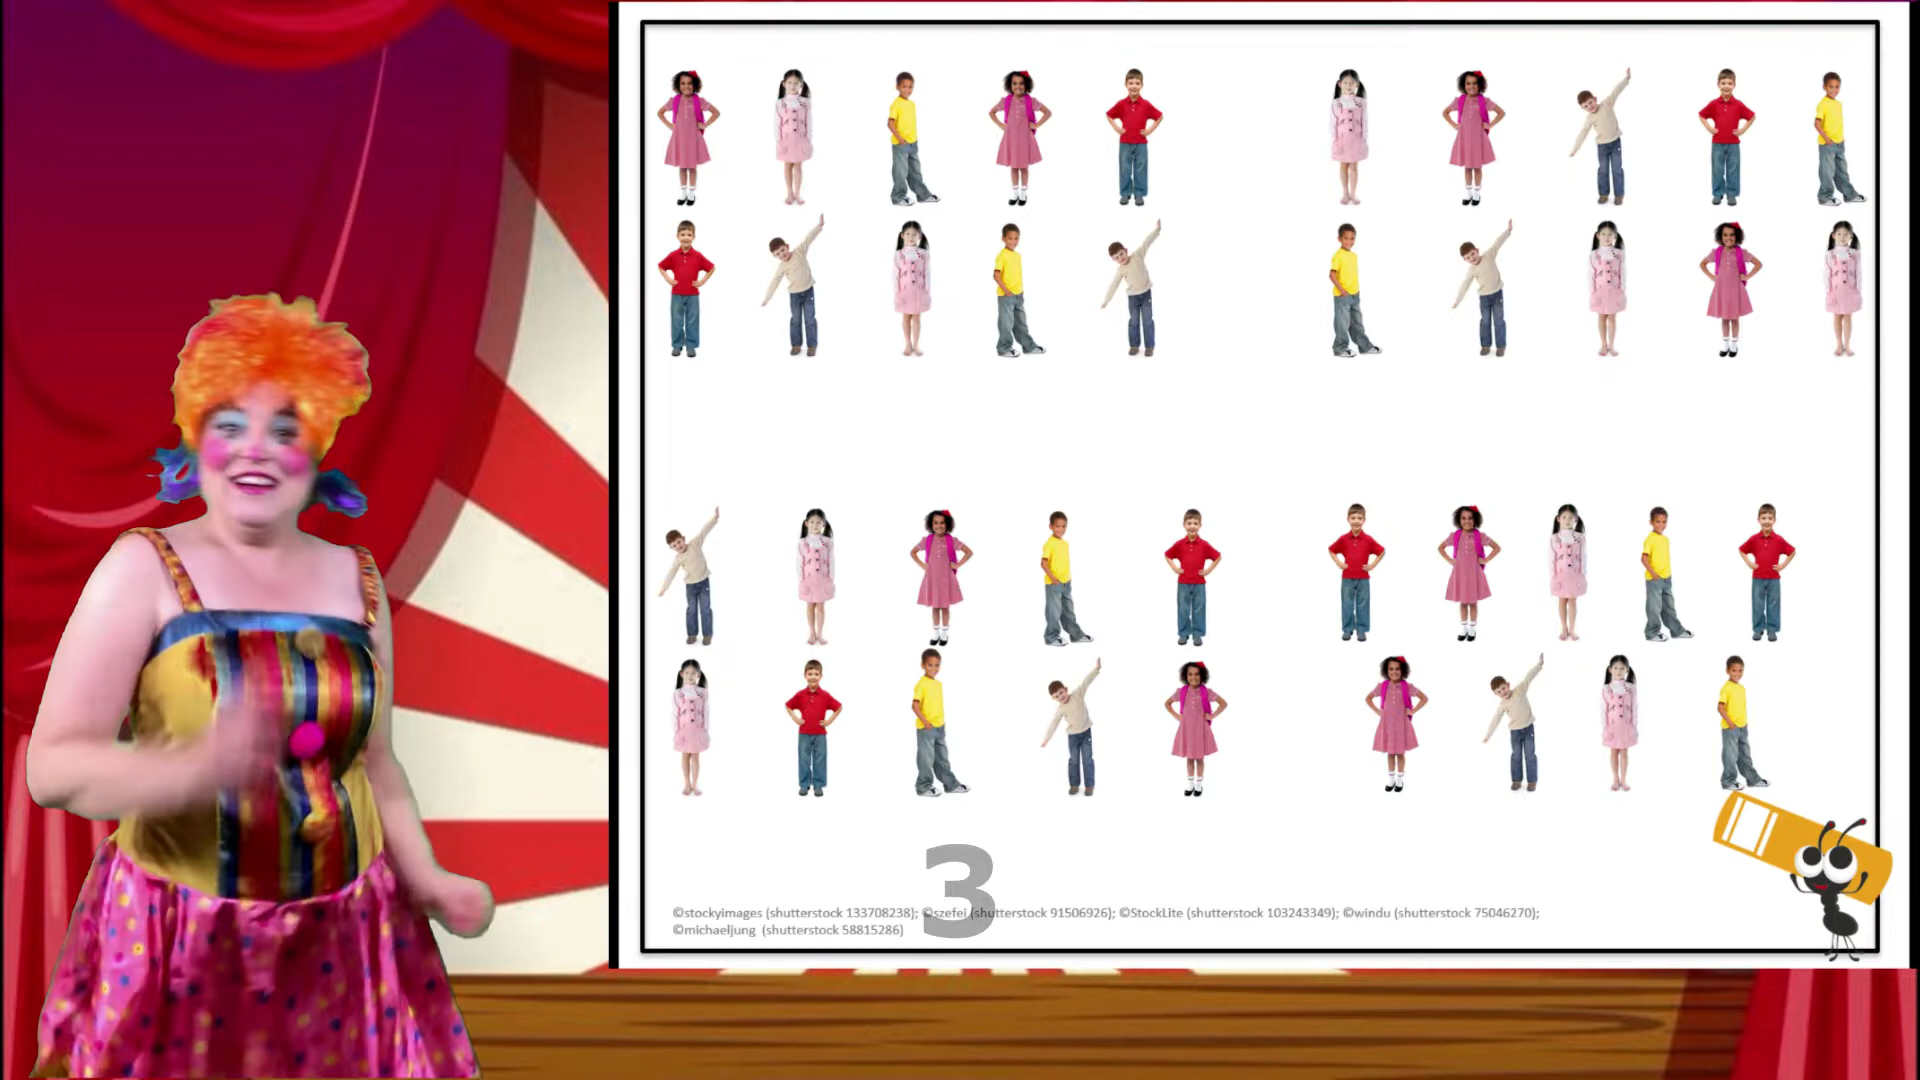 3
©stockyimages (shutterstock 133708238); ©szefei (shutterstock 91506926); ©StockLite (shutterstock 103243349); ©windu (shutterstock 75046270);
©michaeljung (shutterstock 58815286)